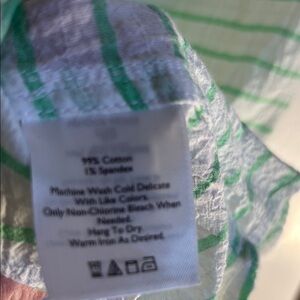 99% Cotton
1% Spandex
Machine Wash Cold Delicate
With Like Colors.
Only Non-Chlorine Bleach When
Needed.
Hang To Dry.
Warm Iron As Desired.